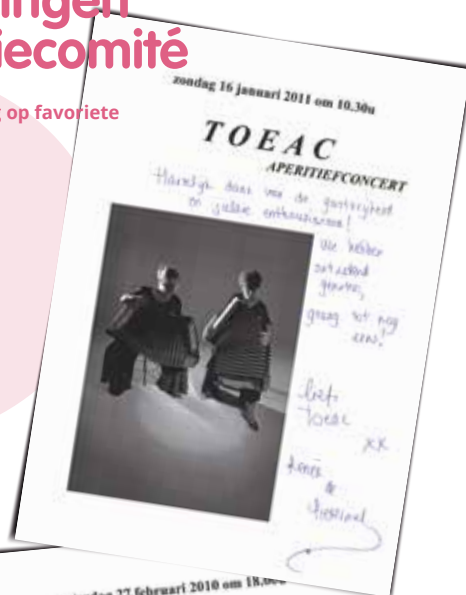 ingen
iecomité
g op favoriete
zondag 16 januari 2011 om 10.30u
TOEAC
APERITIEFCONCERT
Hartelijk dank voor de gastvrijheid
en jullie enthousiasme!
We hebben
ontzettend
genoten,
graag tot nog
eens!
liefs
Toeac
xx
Renée
&
27 februari 2010 om 18.00u